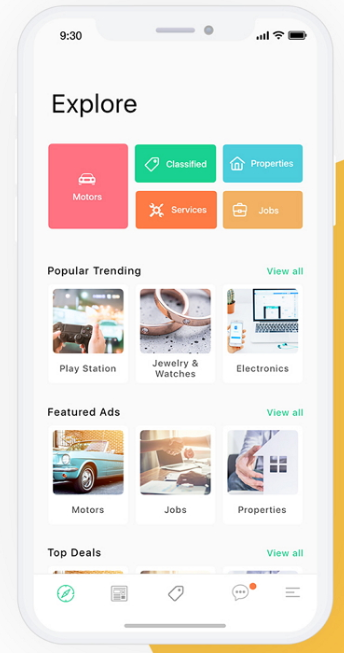 9:30
Explore
Motors
Classified
Properties
Services
Jobs
Popular Trending
View all
Play Station
Jewelry &
Watches
Electronics
Featured Ads
View all
Motors
Jobs
Properties
Top Deals
View all